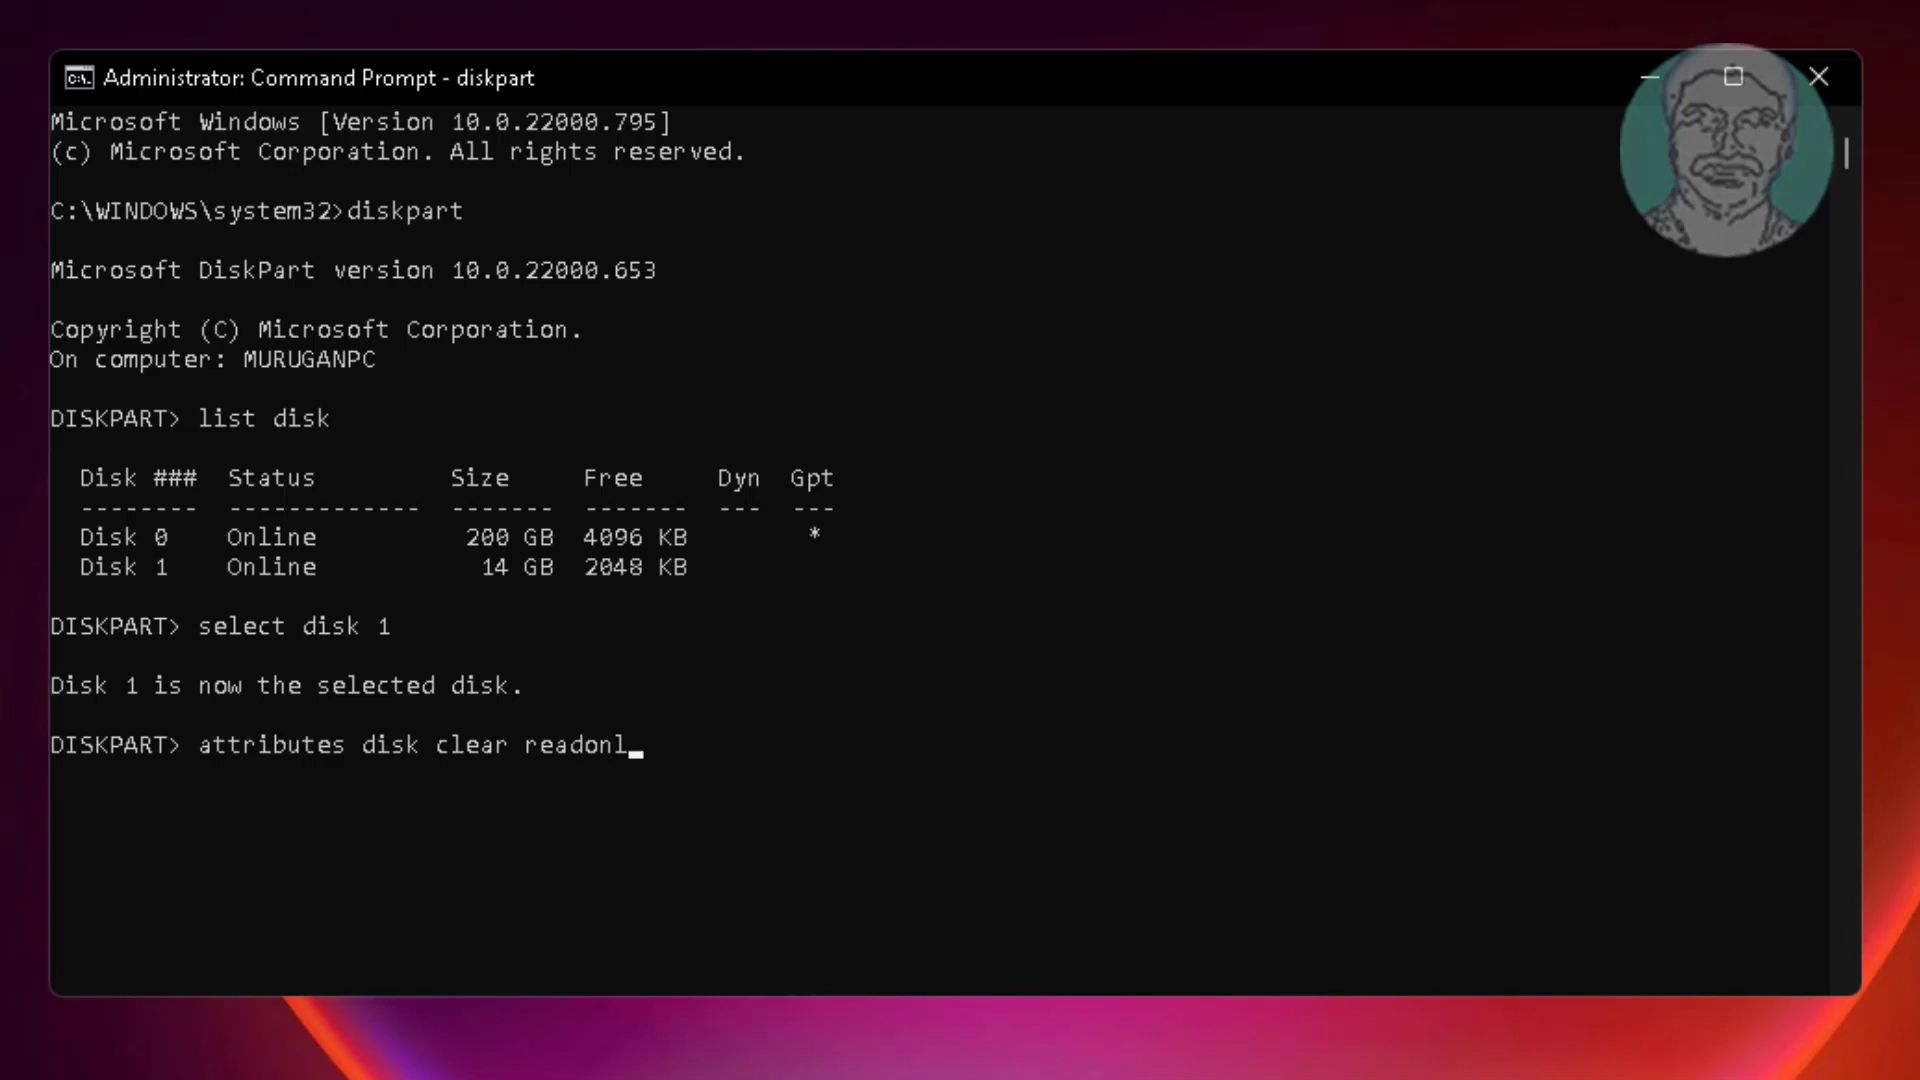 Administrator: Command Prompt - diskpart
Microsoft Windows [Version 10.0.22000.795]
(c) Microsoft Corporation. All rights reserved.
C:\WINDOWS\system32>diskpart
Microsoft DiskPart version 10.0.22000.653
Copyright (C) Microsoft Corporation.
On computer: MURUGANPC
DISKPART> list disk
Disk ###  Status         Size     Free     Dyn  Gpt
--------  -------------  -------  -------  ---  ---
Disk 0    Online          200 GB  4096 KB        *
Disk 1    Online           14 GB  2048 KB
DISKPART> select disk 1
Disk 1 is now the selected disk.
DISKPART> attributes disk clear readonl